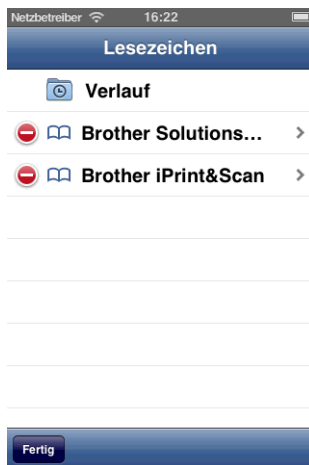 Netzbetreiber 16:22
Lesezeichen
Verlauf
Brother Solutions...
Brother iPrint&Scan
Fertig